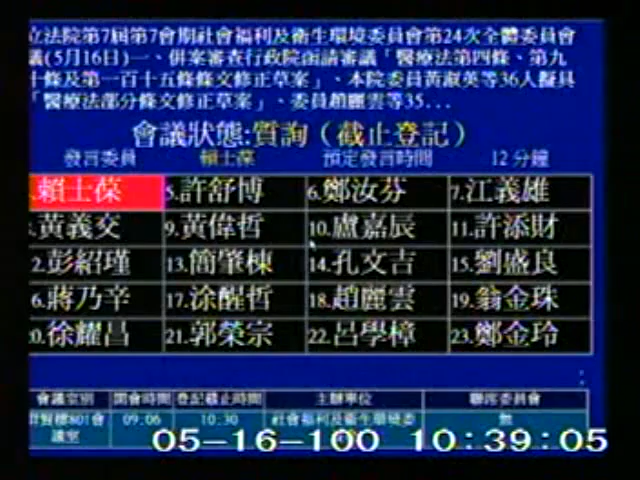 立法院第7屆第7會期社會福利及衛生環境委員會第24次全體委員會
議(5月16日)一、併案審查行政院函請審議「醫療法第四條、第九
十條及第一百十五條條文修正草案」、本院委員黃淑英等36人擬具
「醫療法部分條文修正草案」、委員趙麗雲等35...
會議狀態:質詢（截止登記）
發言委員 賴士葆 預定發言時間 12分鐘
賴士葆 5.許舒博 6.鄭汝芬 7.江義雄
黃義交 9.黃偉哲 10.盧嘉辰 11.許添財
2.彭紹瑾 13.簡肇棟 14.孔文吉 15.劉盛良
6.蔣乃辛 17.涂醒哲 18.趙麗雲 19.翁金珠
0.徐耀昌 21.郭榮宗 22.呂學樟 23.鄭金玲
會議室別 開會時間 登記截止時間 主辦單位 聯席委員會
群賢樓801會 09:06 10:30 社會福利及衛生環境委 無
議室
05-16-100 10:39:05